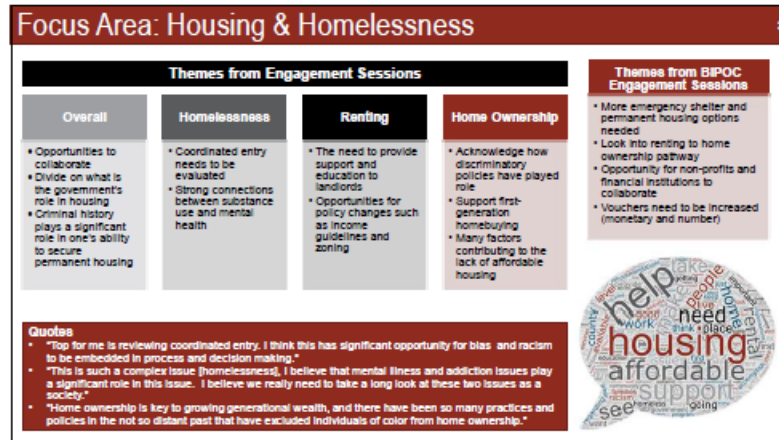 Focus Area: Housing & Homelessness
Themes from Engagement Sessions
Overall
• Opportunities to
collaborate
• Divide on what is
the government's
role in housing
• Criminal history
plays a significant
role in one's ability
to secure
permanent housing
Homelessness
• Coordinated entry
needs to be
evaluated
• Strong connections
between substance
use and mental
health
Renting
• The need to provide
support and
education to
landlords
• Opportunities for
policy changes such
as income
guidelines and
zoning
Home Ownership
• Acknowledge how
discriminatory
policies have played
role
• Support first-
generation
homebuying
• Many factors
contributing to the
lack of affordable
housing
Themes from BIPOC
Engagement Sessions
• More emergency shelter and
permanent housing options
needed
• Look into renting to home
ownership pathway
• Opportunity for non-profits and
financial institutions to
collaborate
• Vouchers need to be increased
(monetary and number)
Quotes
• "Top for me is reviewing coordinated entry. I think this has significant opportunity for bias and racism
to be embedded in process and decision making."
• "This is such a complex issue [homelessness], I believe that mental illness and addiction issues play
a significant role in this issue. I believe we really need to take a long look at these two issues as a
society."
• "Home ownership is key to growing generational wealth, and there have been so many practices and
policies in the not so distant past that have excluded individuals of color from home ownership."
help
take
people
home
need
work
think
place
rental
housing
affordable
support
see
going